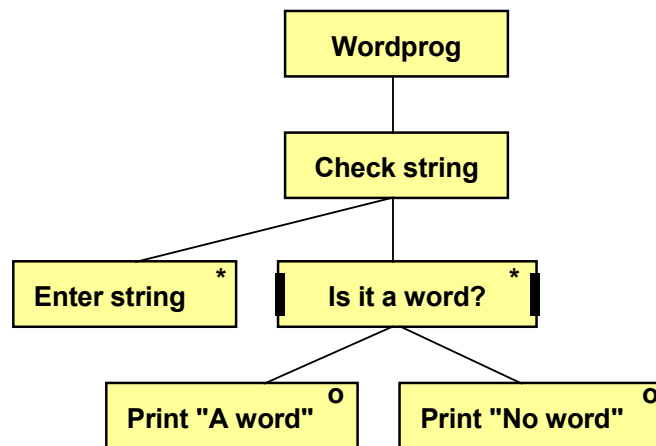 Wordprog
Check string
Enter string *
Is it a word? *
Print "A word" o
Print "No word" o